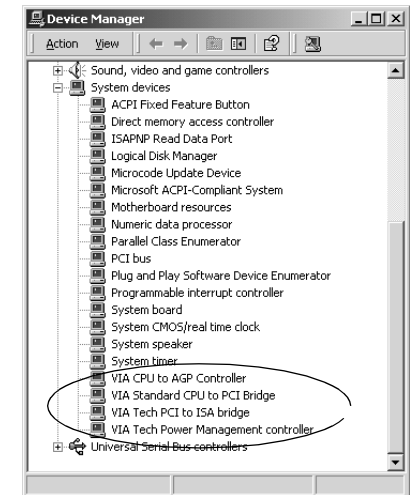 Device Manager
Action View
Sound, video and game controllers
System devices
ACPI Fixed Feature Button
Direct memory access controller
ISAPNP Read Data Port
Logical Disk Manager
Microcode Update Device
Microsoft ACPI-Compliant System
Motherboard resources
Numeric data processor
Parallel Class Enumerator
PCI bus
Plug and Play Software Device Enumerator
Programmable interrupt controller
System board
System CMOS/real time clock
System speaker
System timer
VIA CPU to AGP Controller
VIA Standard CPU to PCI Bridge
VIA Tech PCI to ISA bridge
VIA Tech Power Management controller
Universal Serial Bus controllers